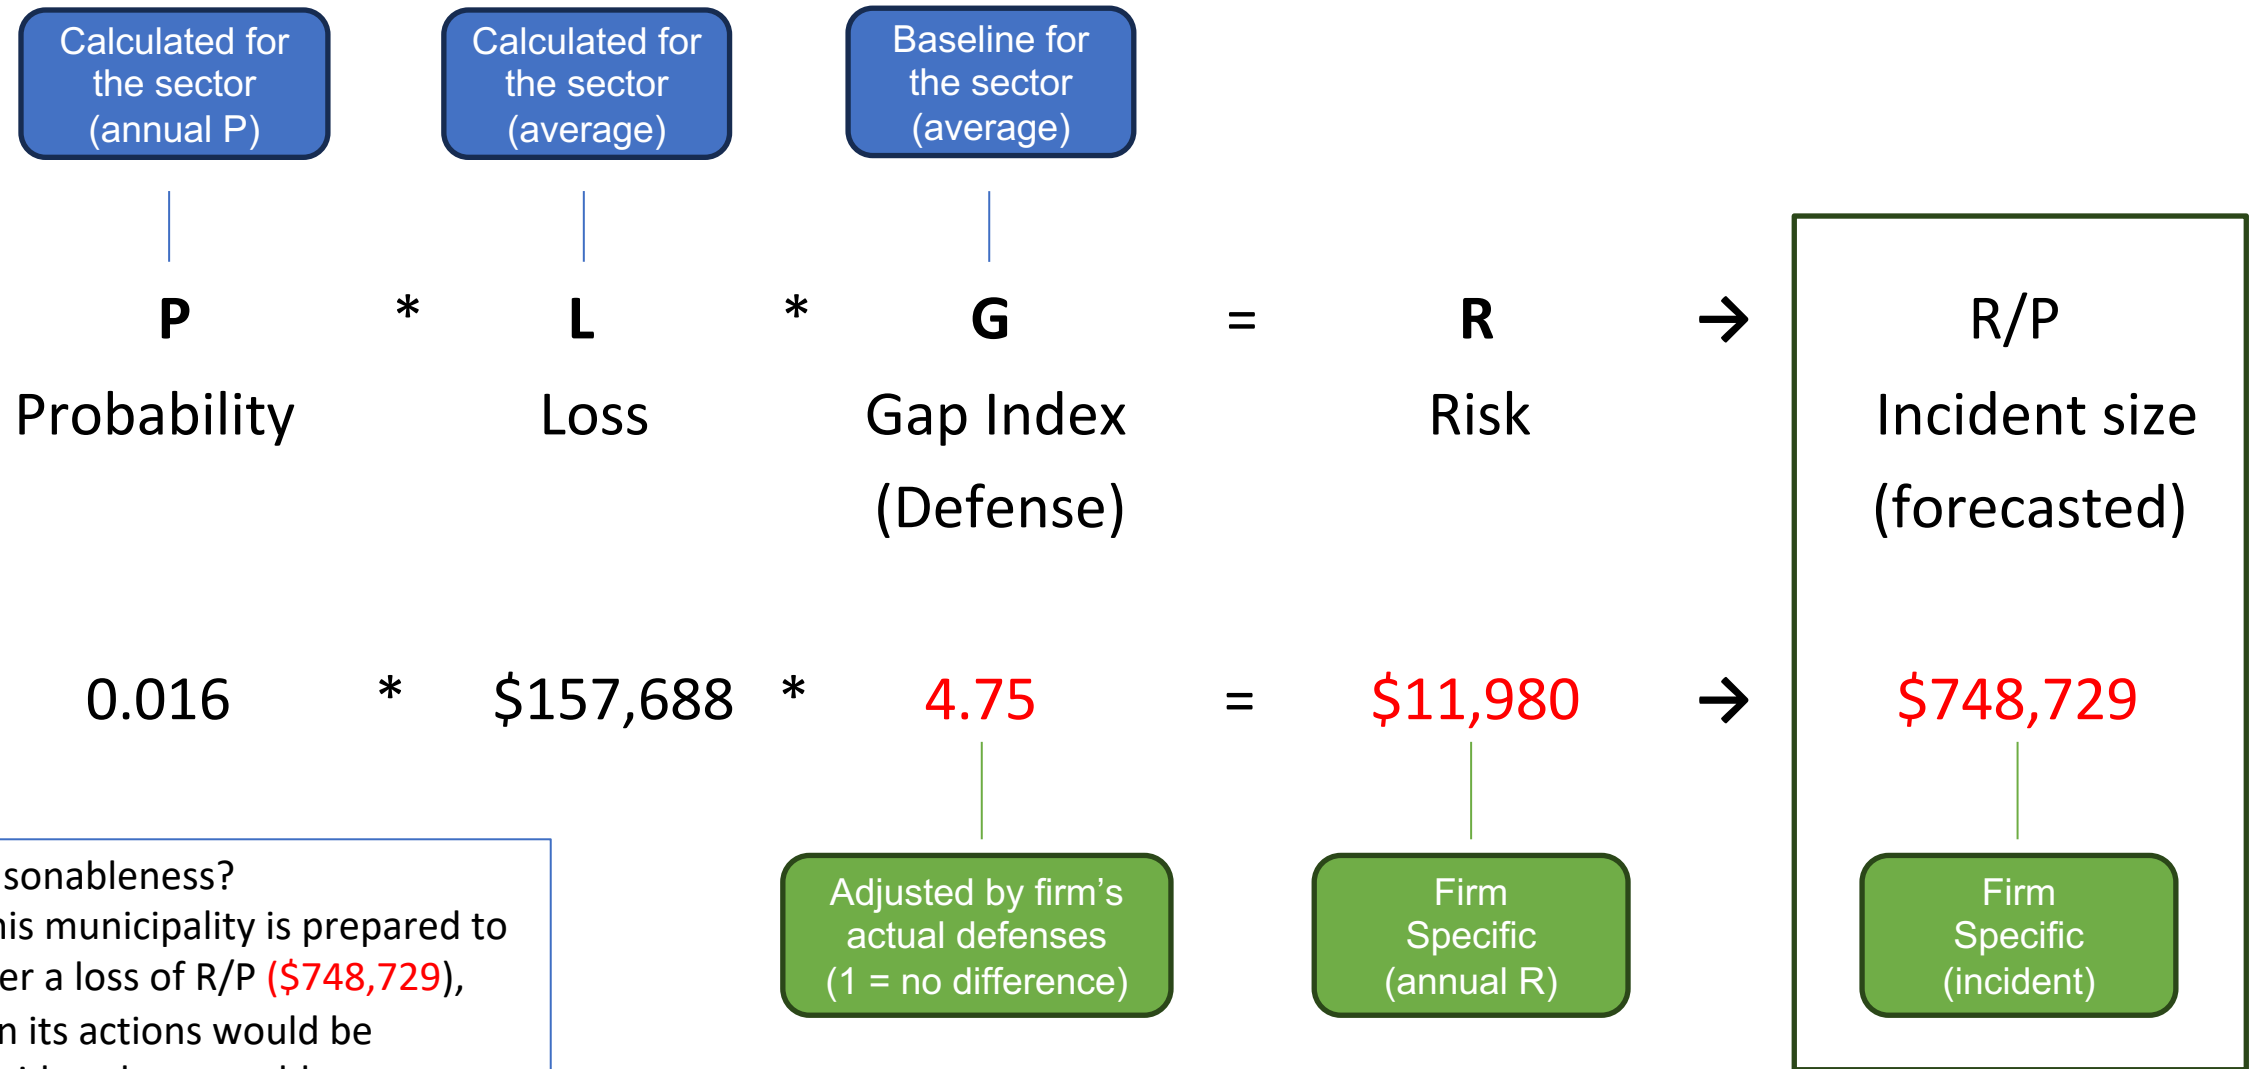 Calculated for
the sector
(annual P)
Calculated for
the sector
(average)
Baseline for
the sector
(average)
P * L * G = R → R/P
Probability Loss Gap Index Risk Incident size
(Defense) (forecasted)
0.016 * $157,688 * 4.75 = $11,980 → $748,729
sonableness?
his municipality is prepared to
er a loss of R/P ($748,729),
n its actions would be
Adjusted by firm’s
actual defenses
(1 = no difference)
Firm
Specific
(annual R)
Firm
Specific
(incident)